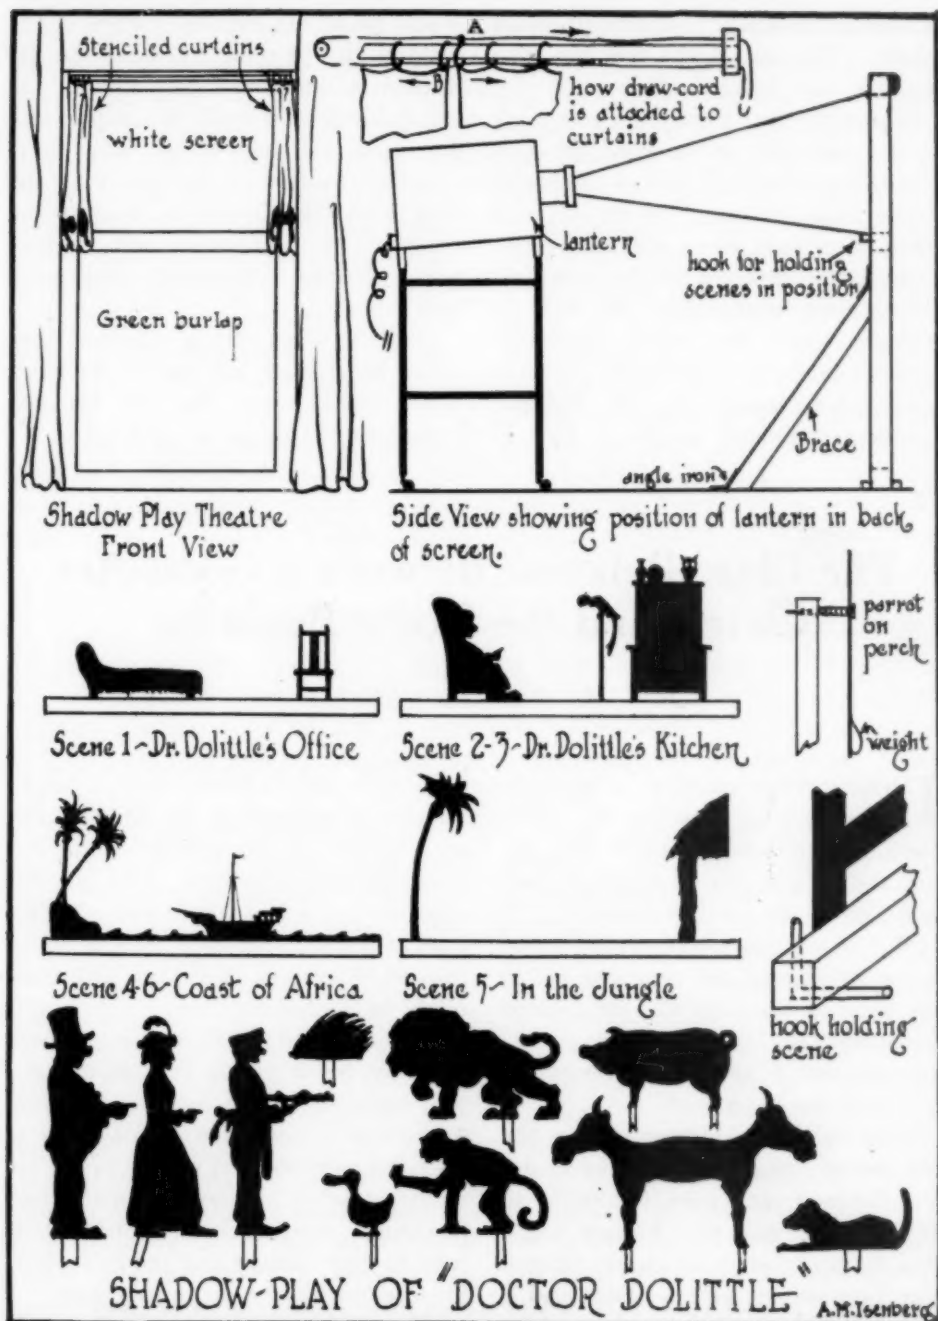 Stenciled curtains
white screen
Green burlap
Shadow Play Theatre
Front View
A
B
how draw-cord
is attached to
curtains
lantern
hook for holding
scenes in position
Brace
angle iron
Side View showing position of lantern in back
of screen.
Scene 1~Dr. Dolittle's Office
Scene 2-3~Dr. Dolittle's Kitchen
parrot
on
perch
weight
Scene 4-6~Coast of Africa
Scene 5~In the Jungle
hook holding
scene
SHADOW-PLAY OF "DOCTOR DOLITTLE"
A.M. Isenberg